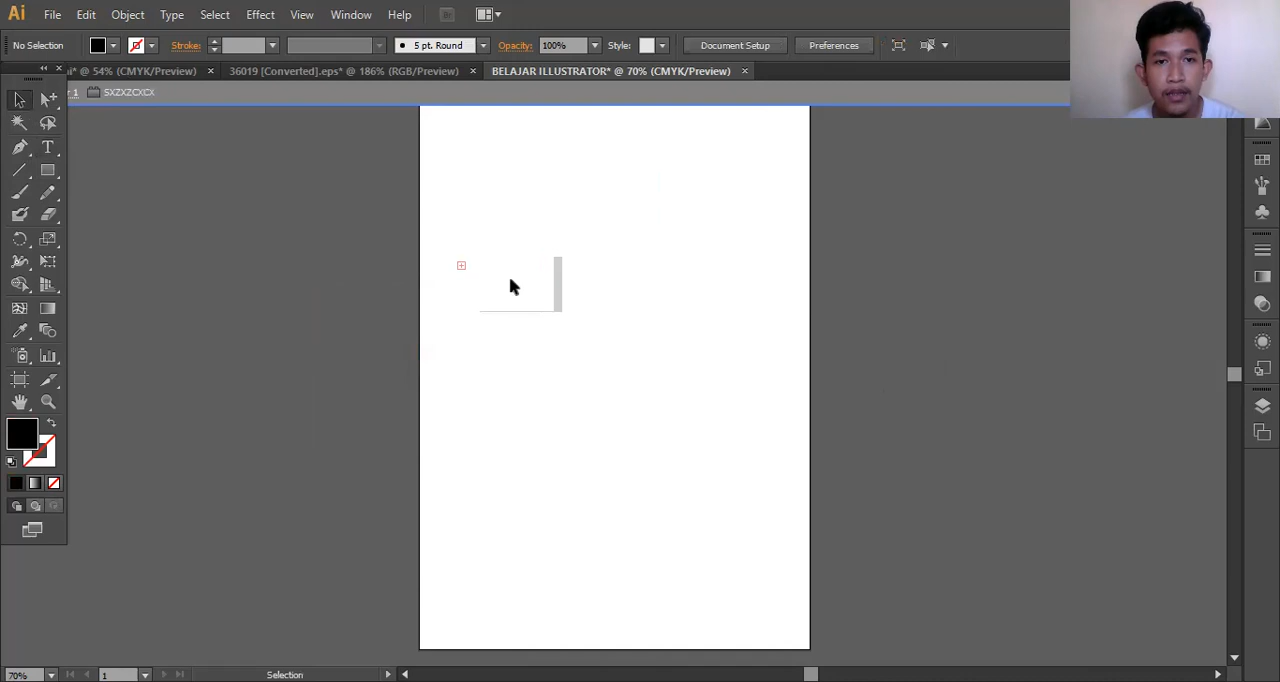 Ai File Edit Object Type Select Effect View Window Help
No Selection Stroke: 5 pt. Round Opacity: 100% Style: Document Setup Preferences
ai* @ 54% (CMYK/Preview) 36019 [Converted].eps* @ 186% (RGB/Preview) BELAJAR ILLUSTRATOR* @ 70% (CMYK/Preview)
r 1 SXZXZCXCX
T
70% 1 Selection